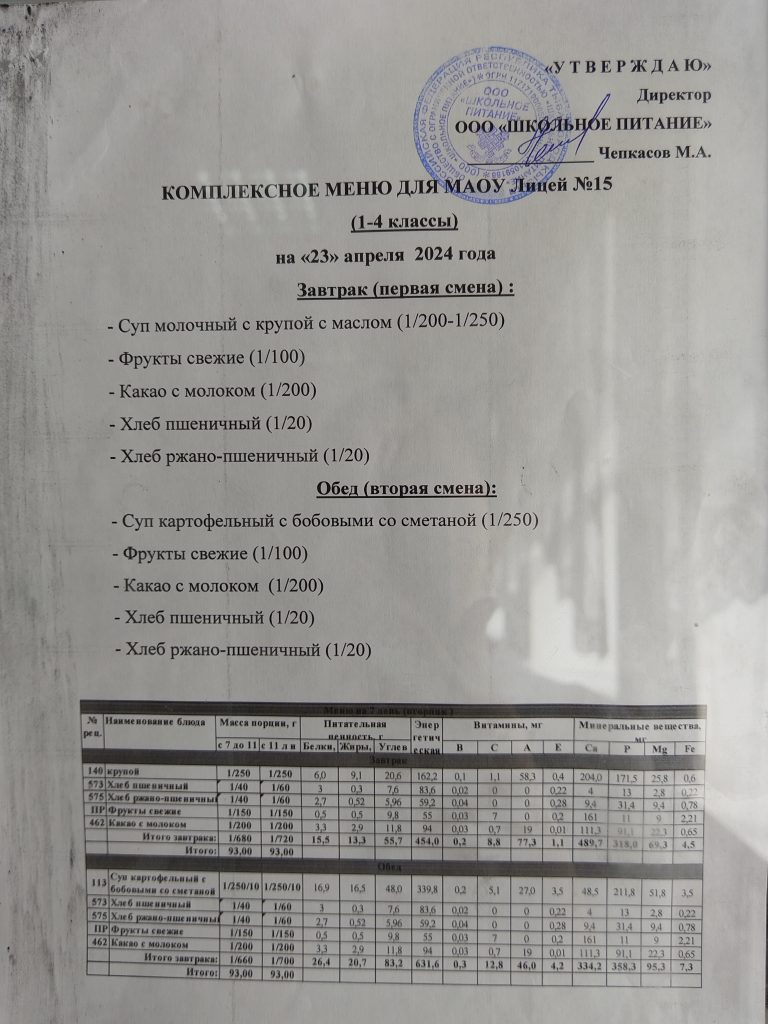 «У Т В Е Р Ж Д А Ю»
Директор
ООО «ШКОЛЬНОЕ ПИТАНИЕ»
Чепкасов М.А.
ООО
«ШКОЛЬНОЕ
ПИТАНИЕ»
КОМПЛЕКСНОЕ МЕНЮ ДЛЯ МАОУ Лицей №15
(1-4 классы)
на «23» апреля 2024 года
Завтрак (первая смена) :
- Суп молочный с крупой с маслом (1/200-1/250)
- Фрукты свежие (1/100)
- Какао с молоком (1/200)
- Хлеб пшеничный (1/20)
- Хлеб ржано-пшеничный (1/20)
Обед (вторая смена):
- Суп картофельный с бобовыми со сметаной (1/250)
- Фрукты свежие (1/100)
- Какао с молоком (1/200)
- Хлеб пшеничный (1/20)
- Хлеб ржано-пшеничный (1/20)
Меню на 7 день (вторник )
№ рец. Наименование блюда Масса порции, г Питательная ценность, г Энергетическая Витамины, мг Минеральные вещества, мг
с 7 до 11 с 11 л и Белки, Жиры, Углев В С А Е Ca P Mg Fe
Завтрак
140 крупой 1/250 1/250 6,0 9,1 20,6 162,2 0,1 1,1 58,3 0,4 204,0 171,5 25,8 0,6
573 Хлеб пшеничный 1/40 1/60 3 0,3 7,6 83,6 0,02 0 0 0,22 4 13 2,8 0,22
575 Хлеб ржано-пшеничны 1/40 1/60 2,7 0,52 5,96 59,2 0,04 0 0 0,28 9,4 31,4 9,4 0,78
ПР Фрукты свежие 1/150 1/150 0,5 0,5 9,8 55 0,03 7 0 0,2 161 11 9 2,21
462 Какао с молоком 1/200 1/200 3,3 2,9 11,8 94 0,03 0,7 19 0,01 111,3 91,1 22,3 0,65
Итого завтрака: 1/680 1/720 15,5 13,3 55,7 454,0 0,2 8,8 77,3 1,1 489,7 318,0 69,3 4,5
Итого: 93,00 93,00
Обед
113 Суп картофельный с бобовыми со сметаной 1/250/10 1/250/10 16,9 16,5 48,0 339,8 0,2 5,1 27,0 3,5 48,5 211,8 51,8 3,5
573 Хлеб пшеничный 1/40 1/60 3 0,3 7,6 83,6 0,02 0 0 0,22 4 13 2,8 0,22
575 Хлеб ржано-пшеничны 1/40 1/60 2,7 0,52 5,96 59,2 0,04 0 0 0,28 9,4 31,4 9,4 0,78
ПР Фрукты свежие 1/150 1/150 0,5 0,5 9,8 55 0,03 7 0 0,2 161 11 9 2,21
462 Какао с молоком 1/200 1/200 3,3 2,9 11,8 94 0,03 0,7 19 0,01 111,3 91,1 22,3 0,65
Итого завтрака: 1/660 1/700 26,4 20,7 83,2 631,6 0,3 12,8 46,0 4,2 334,2 358,3 95,3 7,3
Итого: 93,00 93,00